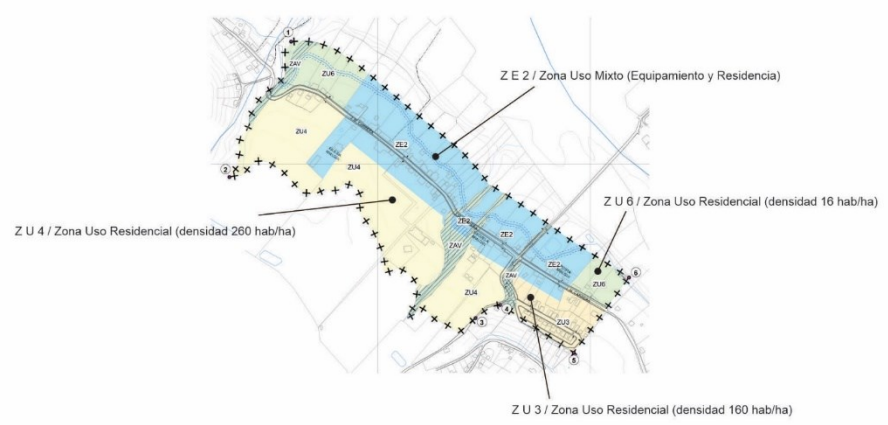 1
ZAV
ZU6
Z E 2 / Zona Uso Mixto (Equipamiento y Residencia)
ZU4
ZE2
ZU4
2
Z U 6 / Zona Uso Residencial (densidad 16 hab/ha)
Z U 4 / Zona Uso Residencial (densidad 260 hab/ha)
ZE2
ZE2
ZAV
ZE2
6
ZAV
ZU6
ZU4
4
3
ZU3
5
Z U 3 / Zona Uso Residencial (densidad 160 hab/ha)